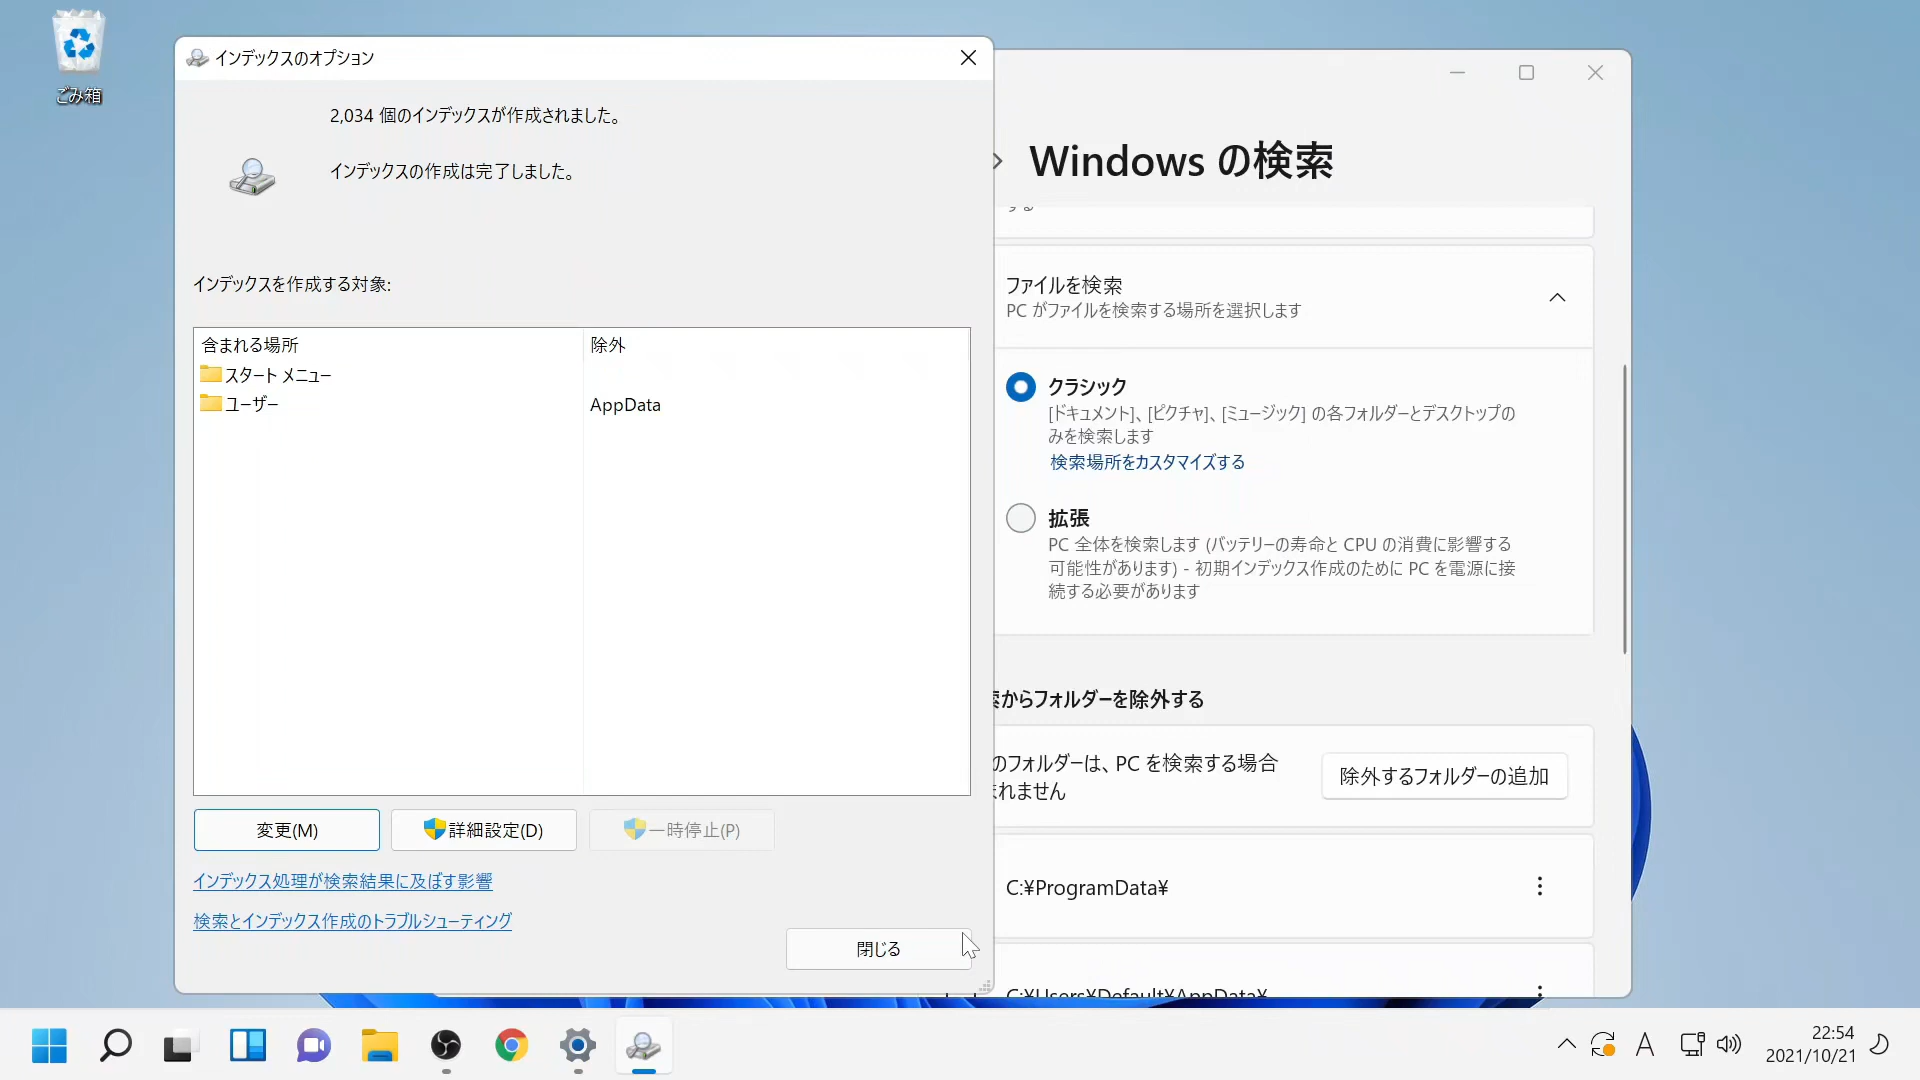 ごみ箱
インデックスのオプション
2,034 個のインデックスが作成されました。
インデックスの作成は完了しました。
インデックスを作成する対象:
含まれる場所 除外
スタート メニュー
ユーザー AppData
変更(M) 詳細設定(D) 一時停止(P)
インデックス処理が検索結果に及ぼす影響
検索とインデックス作成のトラブルシューティング
閉じる
Windows の検索
する
ファイルを検索
PC がファイルを検索する場所を選択します
クラシック
[ドキュメント]、[ピクチャ]、[ミュージック] の各フォルダーとデスクトップの
みを検索します
検索場所をカスタマイズする
拡張
PC 全体を検索します (バッテリーの寿命と CPU の消費に影響する
可能性があります) - 初期インデックス作成のために PC を電源に接
続する必要があります
索からフォルダーを除外する
のフォルダーは、PC を検索する場合
まれません
除外するフォルダーの追加
C:¥ProgramData¥
C:¥Users¥Default¥AppData¥
A
22:54
2021/10/21